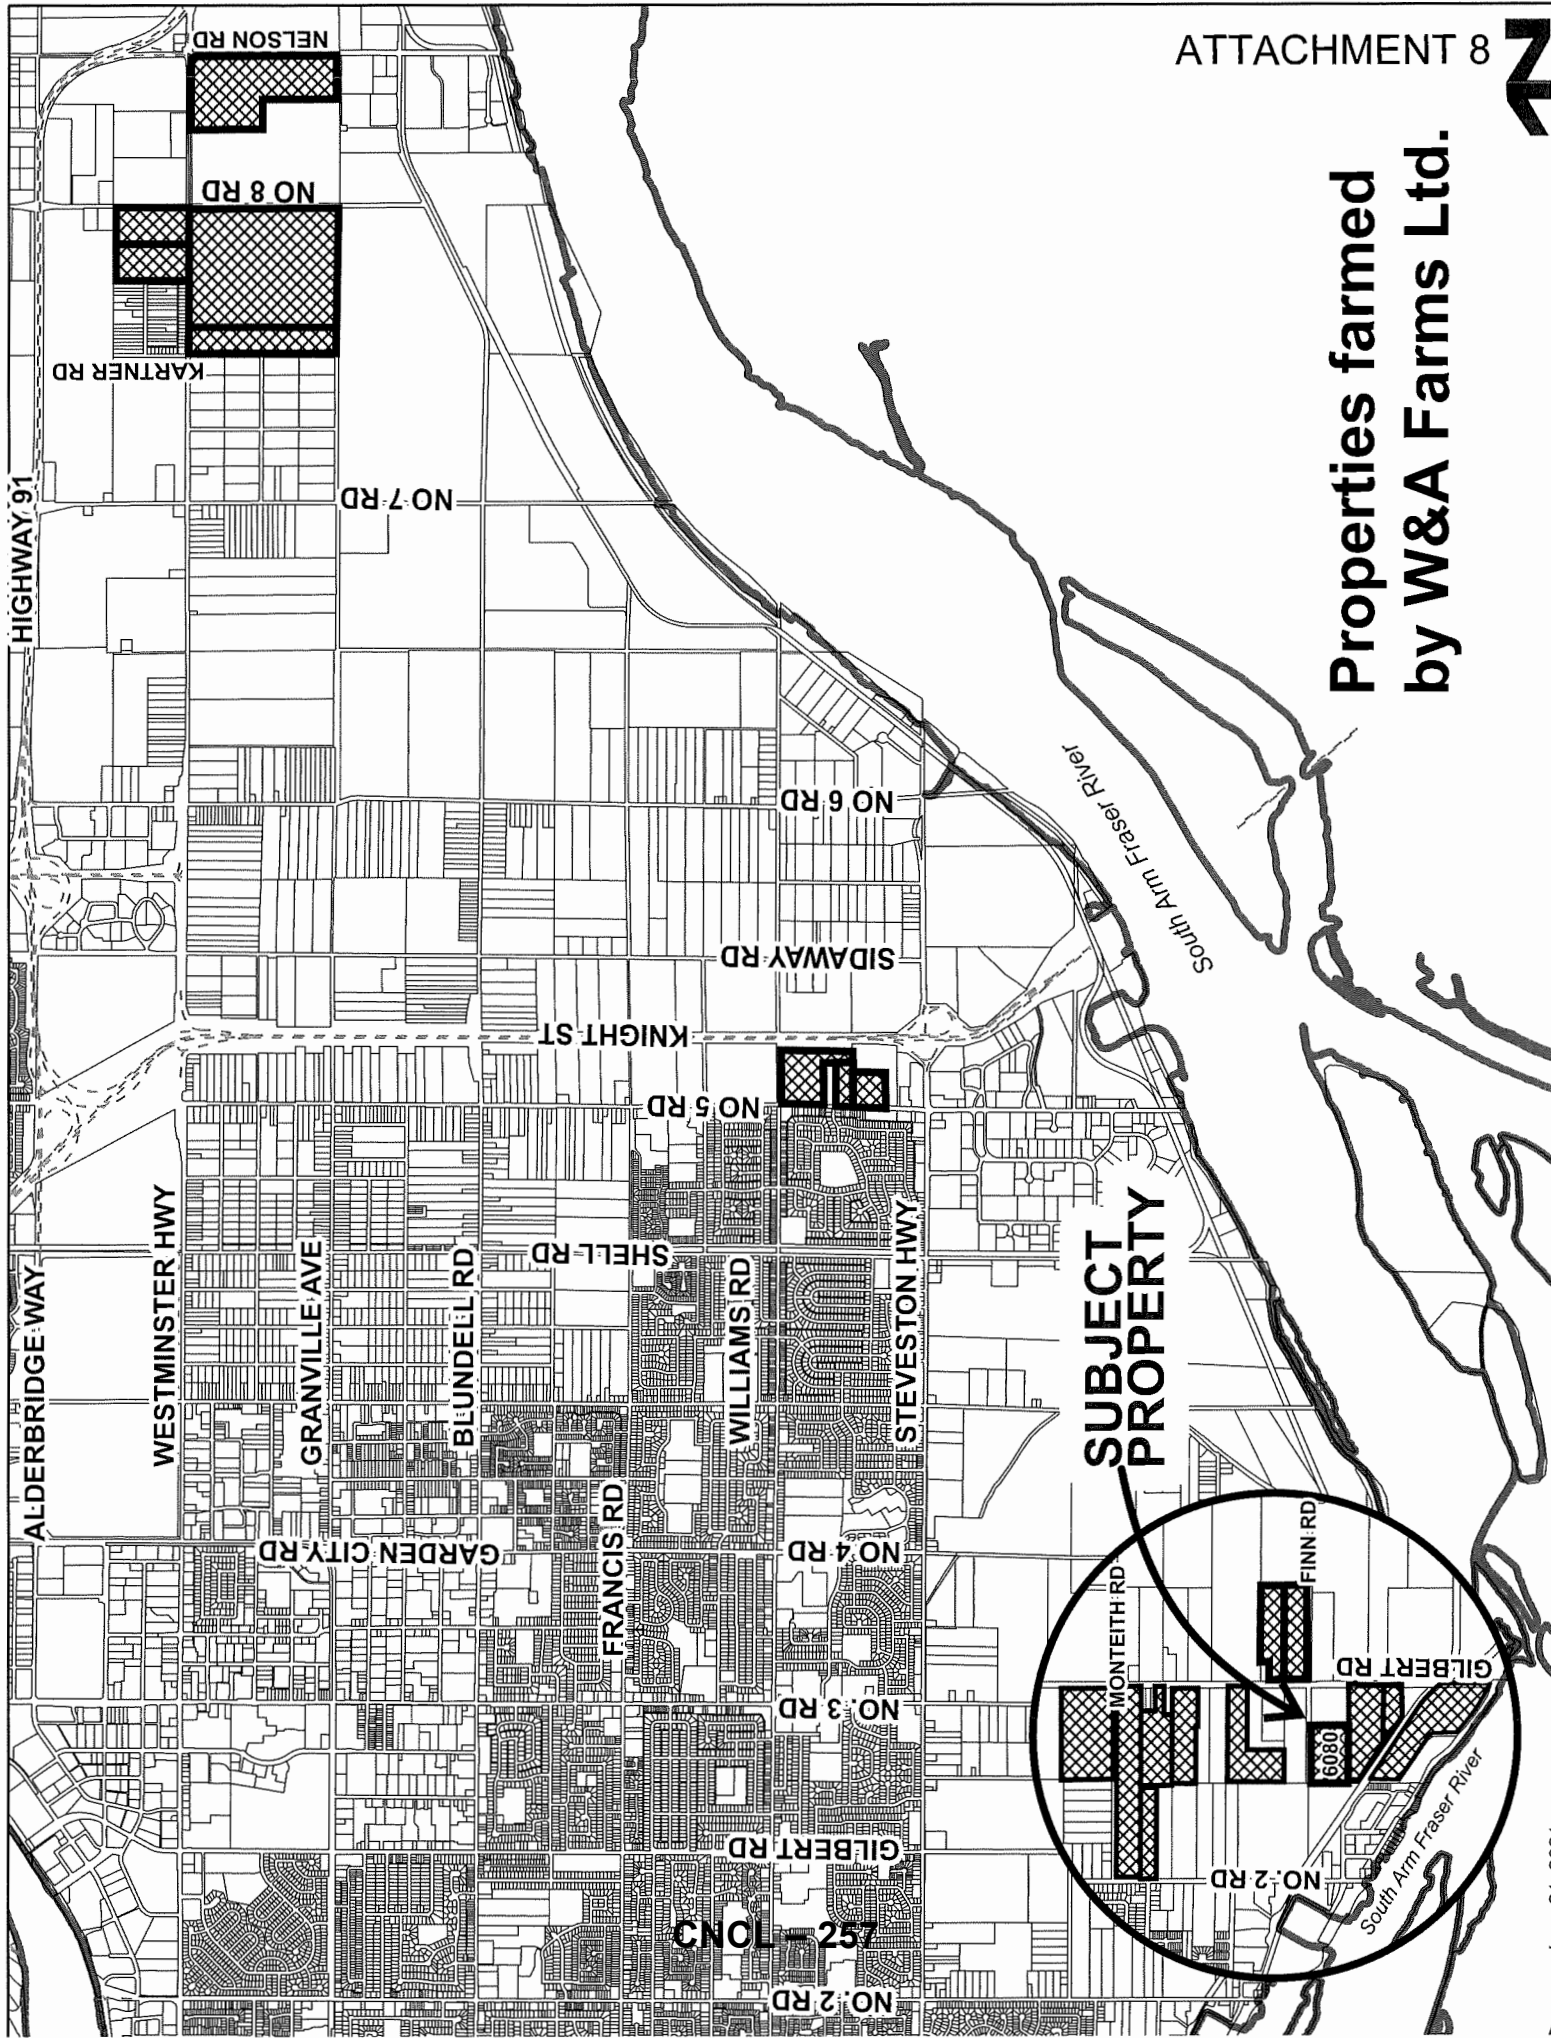 ATTACHMENT 8
N
Properties farmed
by W&A Farms Ltd.
HIGHWAY 91
ALDERBRIDGE WAY
WESTMINSTER HWY
GRANVILLE AVE
BLUNDELL RD
FRANCIS RD
WILLIAMS RD
STEVESTON HWY
NELSON RD
NO 8 RD
KARTNER RD
NO 7 RD
NO 6 RD
SIDAWAY RD
KNIGHT ST
NO 5 RD
SHELL RD
NO 4 RD
GARDEN CITY RD
NO. 3 RD
GILBERT RD
NO. 2 RD
South Arm Fraser River
SUBJECT
PROPERTY
MONTEITH RD
FINN RD
GILBERT RD
6080
NO. 2 RD
South Arm Fraser River
CNCL – 257